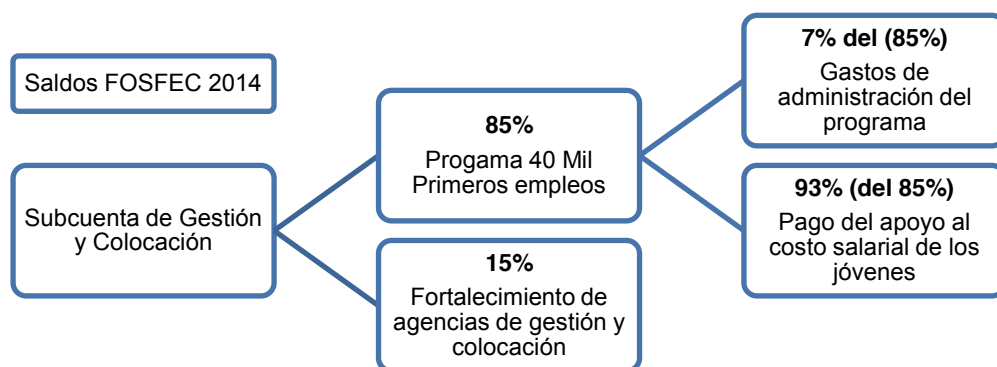 Saldos FOSFEC 2014
Subcuenta de Gestión
y Colocación
85%
Progama 40 Mil
Primeros empleos
15%
Fortalecimiento de
agencias de gestión y
colocación
7% del (85%)
Gastos de
administración del
programa
93% (del 85%)
Pago del apoyo al
costo salarial de los
jóvenes